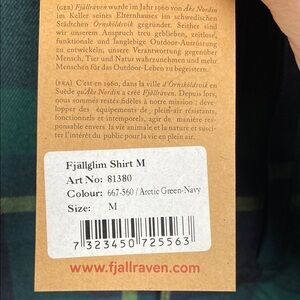 (GER) Fjällräven wurde im Jahr 1960 von Åke Nordin
im Keller seines Elternhauses im schwedischen
Städtchen Örnsköldsvik gegründet. Seither sind
wir unserem Anspruch treu geblieben, zeitlose,
funktionale und langlebige Outdoor-Ausrüstung
zu entwickeln, unsere Verantwortung gegenüber
Mensch, Tier und Natur wahrzunehmen und mehr
Menschen für das Outdoor-Leben zu begeistern.
(FRA) C'est en 1960, dans la ville d'Örnsköldsvik en
Suède qu'Åke Nordin a créé Fjällräven. Depuis lors,
nous sommes restés fidèles à notre mission : déve-
lopper des équipements de plein air intemporels,
fonctionnels et intemporels, agir de manière respon-
sable envers la vie animale et la nature et susci-
ter l'intérêt du public pour la vie en plein air.
Fjällglim Shirt M
Art No: 81380
Colour: 667-560 / Arctic Green-Navy
Size: M
7 323450 725563
www.fjallraven.com